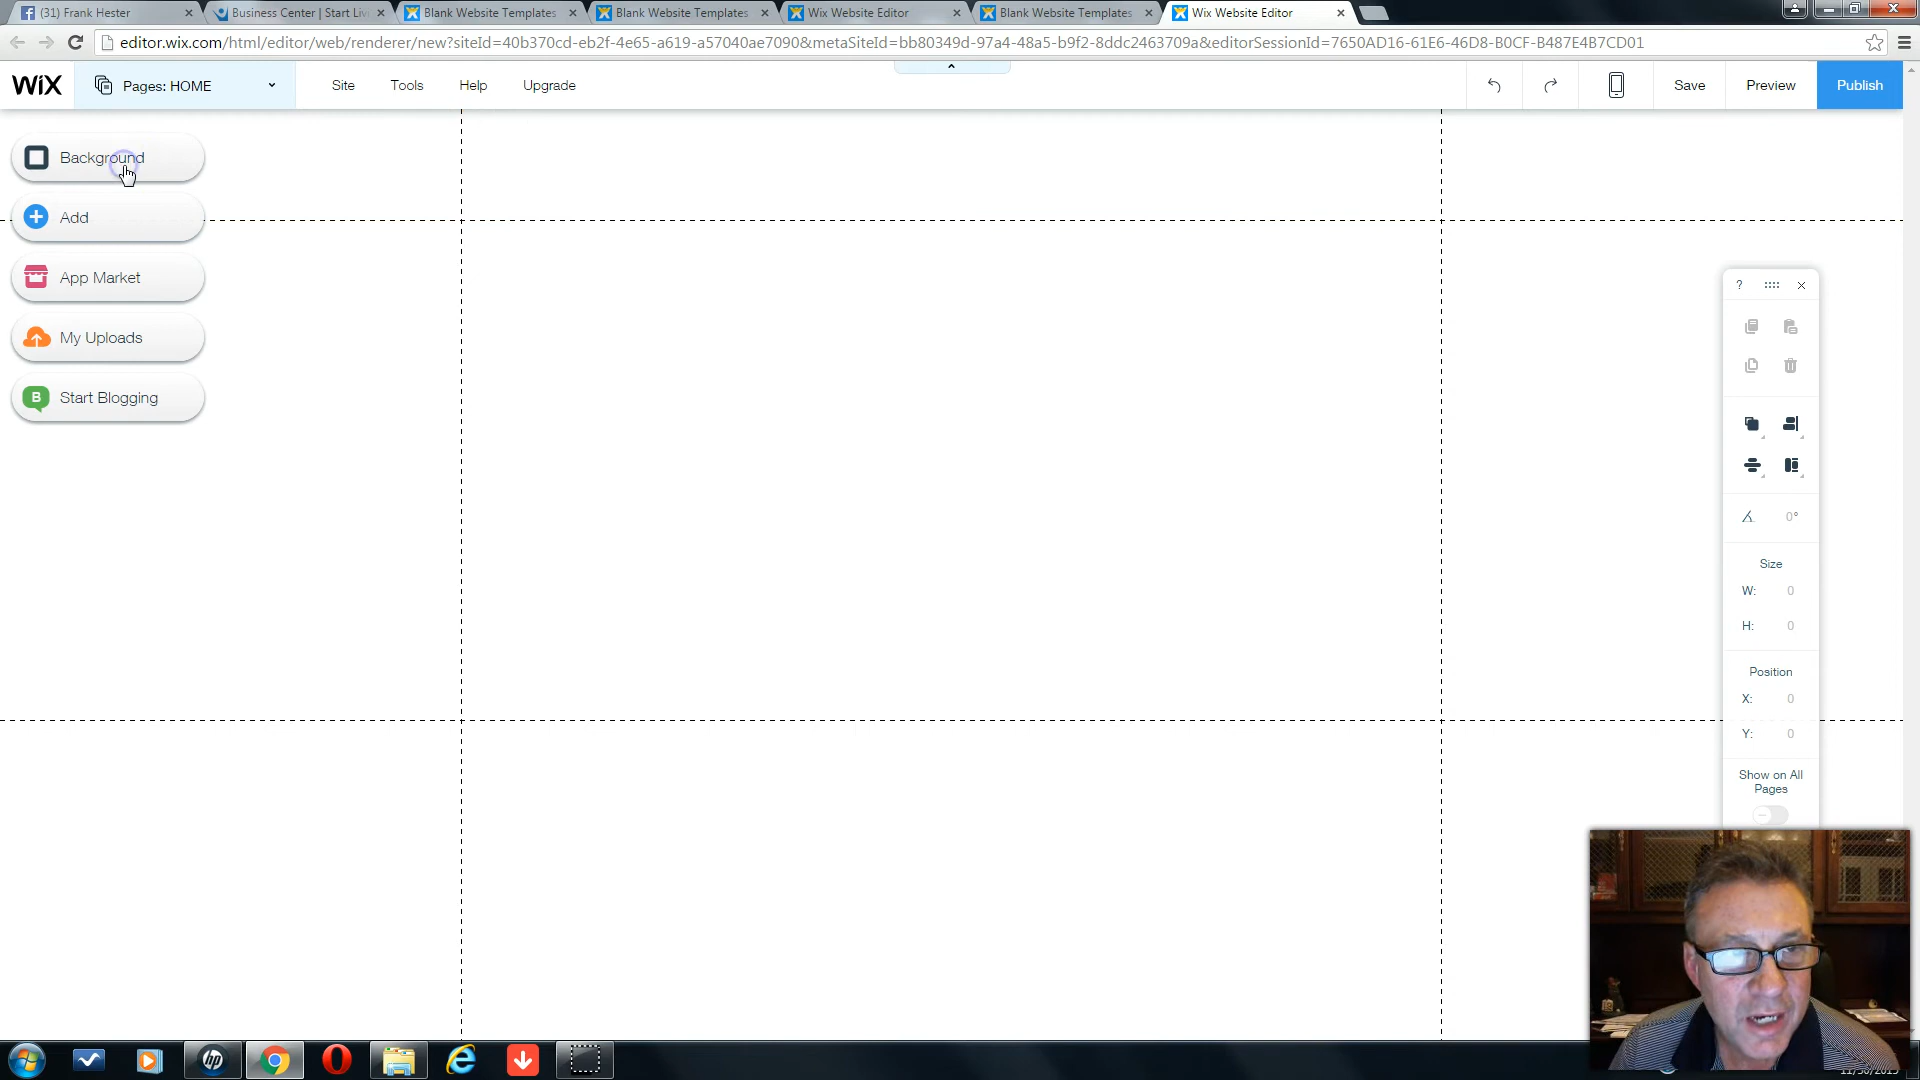 (31) Frank Hester
Business Center | Start Liv
Blank Website Templates
Blank Website Templates
Wix Website Editor
Blank Website Templates
Wix Website Editor
editor.wix.com/html/editor/web/renderer/new?siteId=40b370cd-eb2f-4e65-a619-a57040ae7090&metaSiteId=bb80349d-97a4-48a5-b9f2-8ddc2463709a&editorSessionId=7650AD16-61E6-46D8-B0CF-B487E4B7CD01
WiX
Pages: HOME
Site
Tools
Help
Upgrade
Save
Preview
Publish
Background
Add
App Market
My Uploads
B
Start Blogging
?
0°
Size
W: 0
H: 0
Position
X: 0
Y: 0
Show on All
Pages
hp